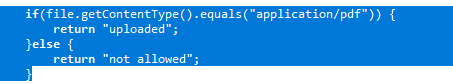 if(file.getContentType().equals("application/pdf")) {
    return "uploaded";
}else {
    return "not allowed";
}